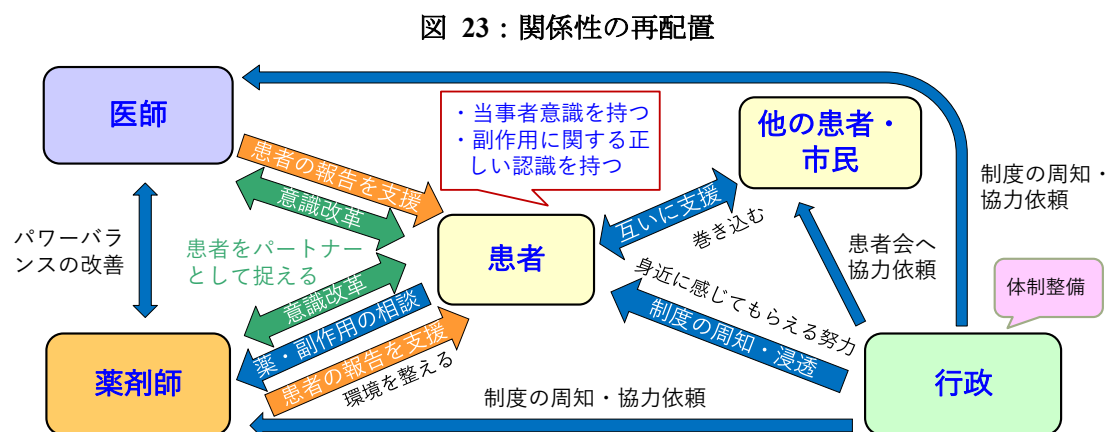 図 23：関係性の再配置
医師
・当事者意識を持つ
・副作用に関する正
しい認識を持つ
他の患者・
市民
制度の周知・
協力依頼
患者の報告を支援
意識改革
互いに支援
巻き込む
パワーバラ
ンスの改善
患者をパートナー
として捉える
患者
患者会へ
協力依頼
身近に感じてもらえる努力
体制整備
意識改革
薬・副作用の相談
患者の報告を支援
環境を整える
制度の周知・浸透
薬剤師
制度の周知・協力依頼
行政